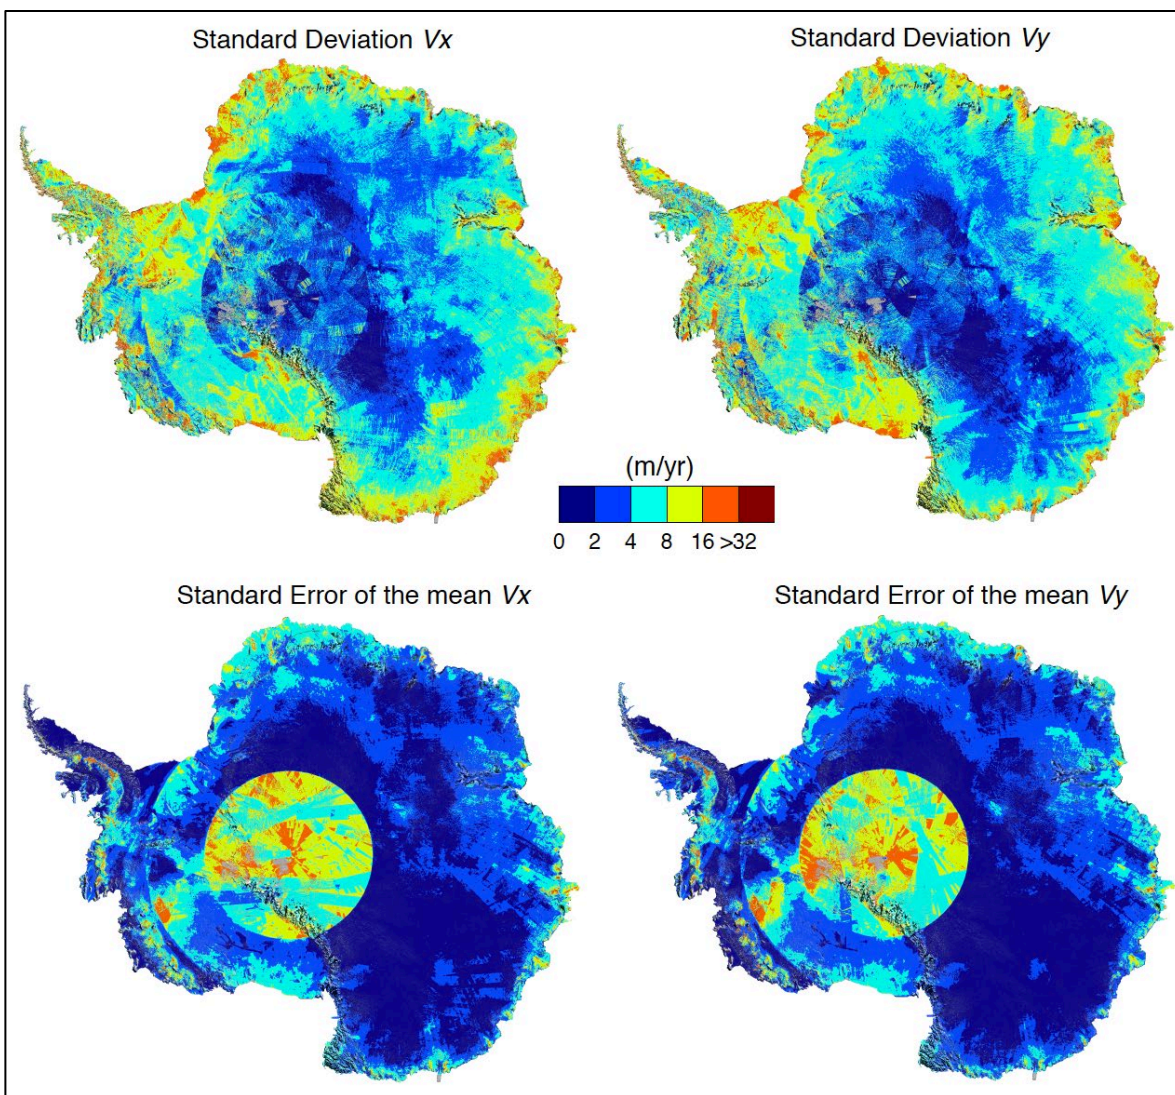 Standard Deviation Vx
Standard Deviation Vy
(m/yr)
0 2 4 8 16 >32
Standard Error of the mean Vx
Standard Error of the mean Vy